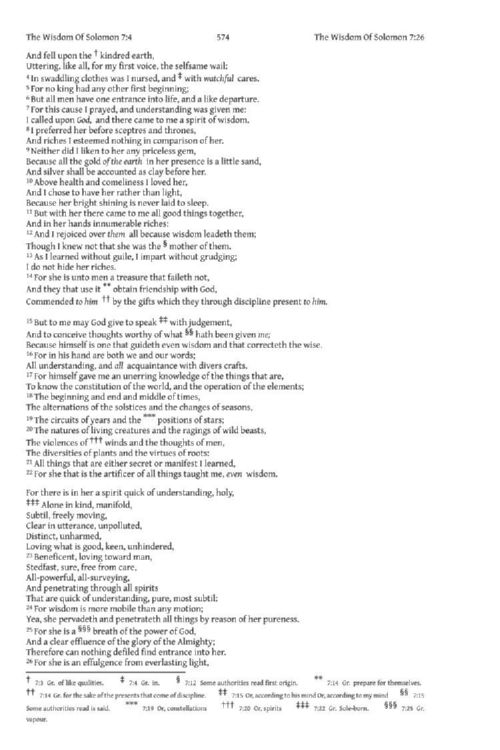 The Wisdom Of Solomon 7:4 574 The Wisdom Of Solomon 7:26
And fell upon the † kindred earth,
Uttering, like all, for my first voice, the selfsame wail:
4 In swaddling clothes was I nursed, and ‡ with watchful cares.
5 For no king had any other first beginning;
6 But all men have one entrance into life, and a like departure.
7 For this cause I prayed, and understanding was given me:
I called upon God, and there came to me a spirit of wisdom.
8 I preferred her before sceptres and thrones,
And riches I esteemed nothing in comparison of her.
9 Neither did I liken to her any priceless gem,
Because all the gold of the earth in her presence is a little sand,
And silver shall be accounted as clay before her.
10 Above health and comeliness I loved her,
And I chose to have her rather than light,
Because her bright shining is never laid to sleep.
11 But with her there came to me all good things together,
And in her hands innumerable riches:
12 And I rejoiced over them all because wisdom leadeth them;
Though I knew not that she was the § mother of them.
13 As I learned without guile, I impart without grudging;
I do not hide her riches.
14 For she is unto men a treasure that faileth not,
And they that use it ** obtain friendship with God,
Commended to him †† by the gifts which they through discipline present to him.
15 But to me may God give to speak ‡‡ with judgement,
And to conceive thoughts worthy of what §§ hath been given me;
Because himself is one that guideth even wisdom and that correcteth the wise.
16 For in his hand are both we and our words;
All understanding, and all acquaintance with divers crafts.
17 For himself gave me an unerring knowledge of the things that are,
To know the constitution of the world, and the operation of the elements;
18 The beginning and end and middle of times,
The alternations of the solstices and the changes of seasons,
19 The circuits of years and the *** positions of stars;
20 The natures of living creatures and the ragings of wild beasts,
The violences of ††† winds and the thoughts of men,
The diversities of plants and the virtues of roots:
21 All things that are either secret or manifest I learned,
22 For she that is the artificer of all things taught me, even wisdom.
For there is in her a spirit quick of understanding, holy,
‡‡‡ Alone in kind, manifold,
Subtil, freely moving,
Clear in utterance, unpolluted,
Distinct, unharmed,
Loving what is good, keen, unhindered,
23 Beneficent, loving toward man,
Stedfast, sure, free from care,
All-powerful, all-surveying,
And penetrating through all spirits
That are quick of understanding, pure, most subtil:
24 For wisdom is more mobile than any motion;
Yea, she pervadeth and penetrateth all things by reason of her pureness.
25 For she is a §§§ breath of the power of God,
And a clear effluence of the glory of the Almighty;
Therefore can nothing defiled find entrance into her.
26 For she is an effulgence from everlasting light,
† 7:3 Gr. of like qualities. ‡ 7:4 Gr. in. § 7:12 Some authorities read first origin. ** 7:14 Gr. prepare for themselves.
†† 7:14 Gr. for the sake of the presents that come of discipline. ‡‡ 7:15 Or, according to his mind Or, according to my mind §§ 7:15
Some authorities read is said. *** 7:19 Or, constellations ††† 7:20 Or, spirits ‡‡‡ 7:22 Gr. Sole-born. §§§ 7:25 Gr.
vapour.